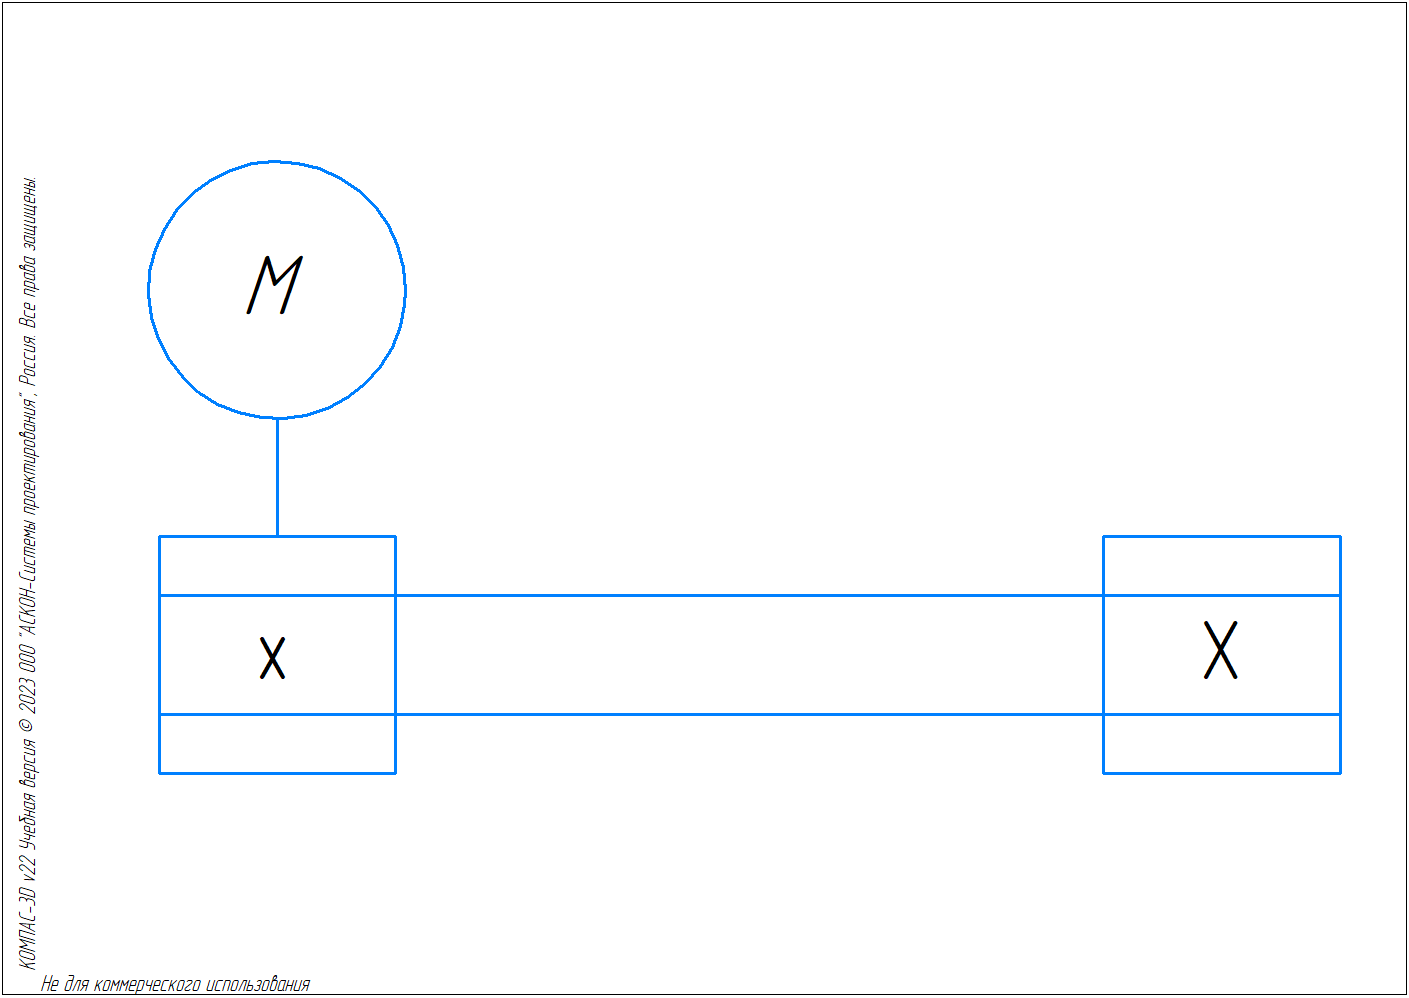 М
х
Х
КОМПАС-3D v22 Учебная версия © 2023 ООО "АСКОН-Системы проектирования", Россия. Все права защищены.
Не для коммерческого использования